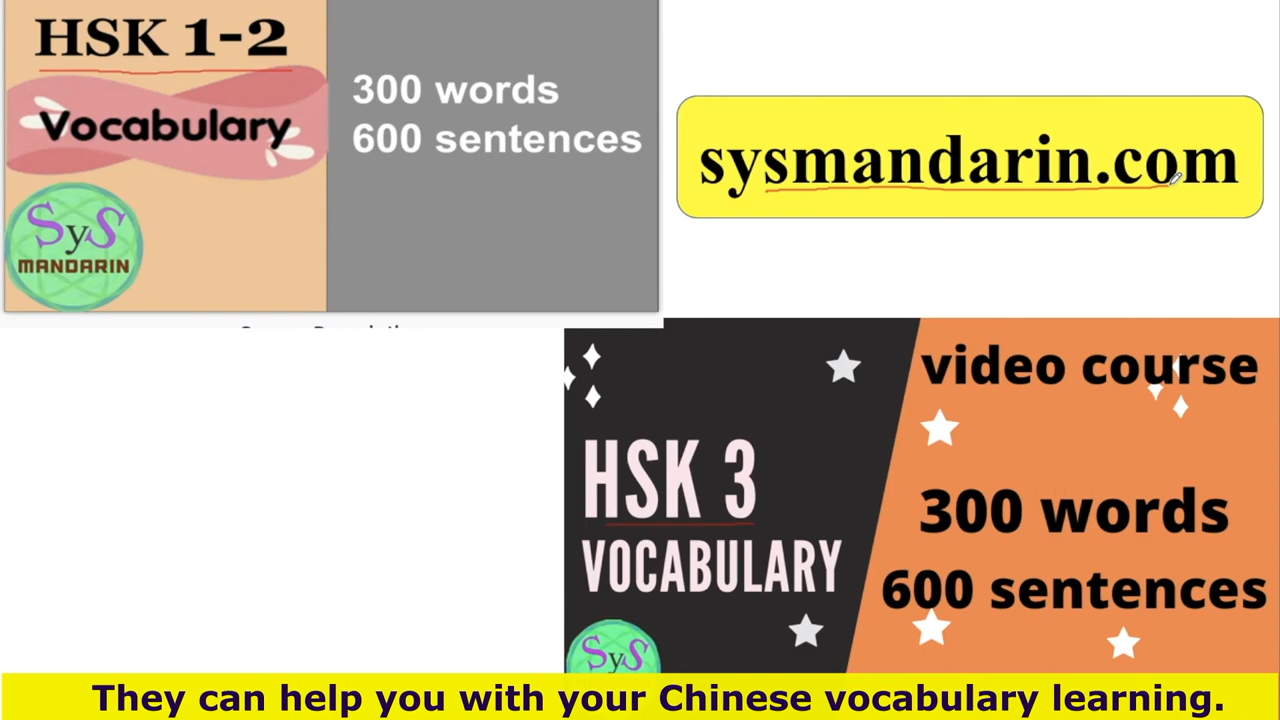 HSK 1-2
Vocabulary
SyS
MANDARIN
300 words
600 sentences
sysmandarin.com
video course
HSK 3
VOCABULARY
300 words
600 sentences
SyS
They can help you with your Chinese vocabulary learning.